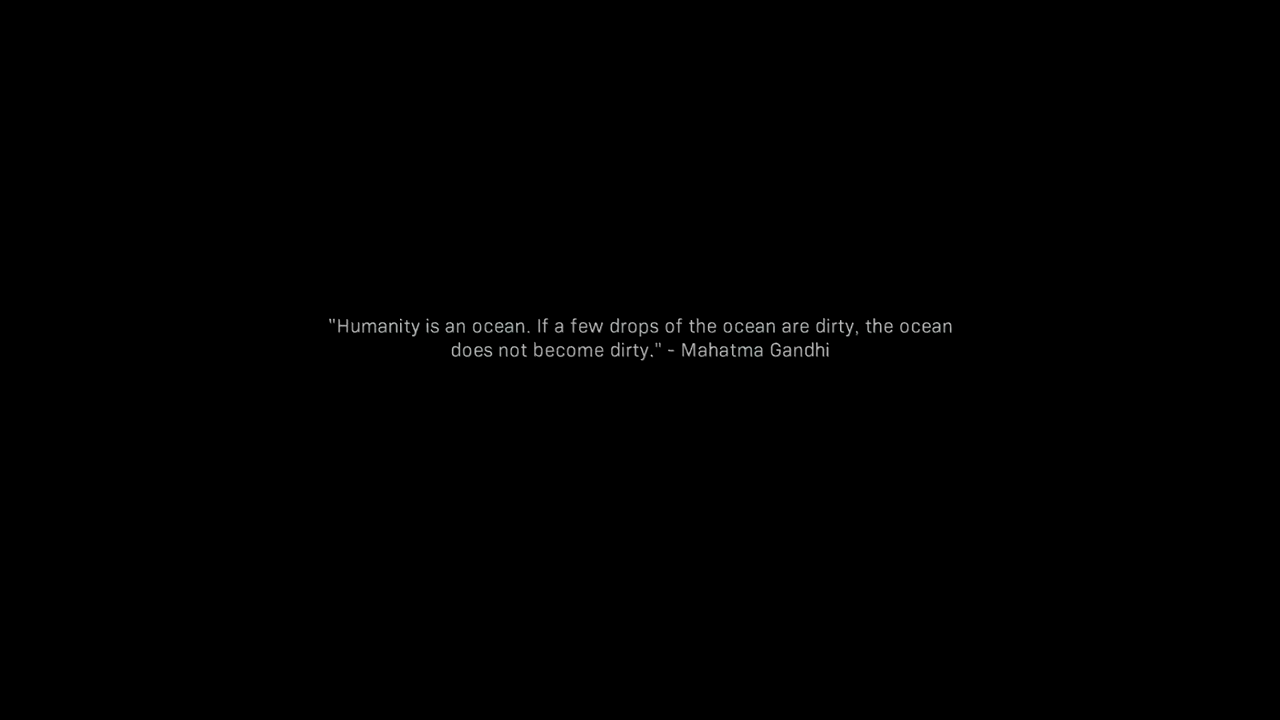 "Humanity is an ocean. If a few drops of the ocean are dirty, the ocean
does not become dirty." - Mahatma Gandhi